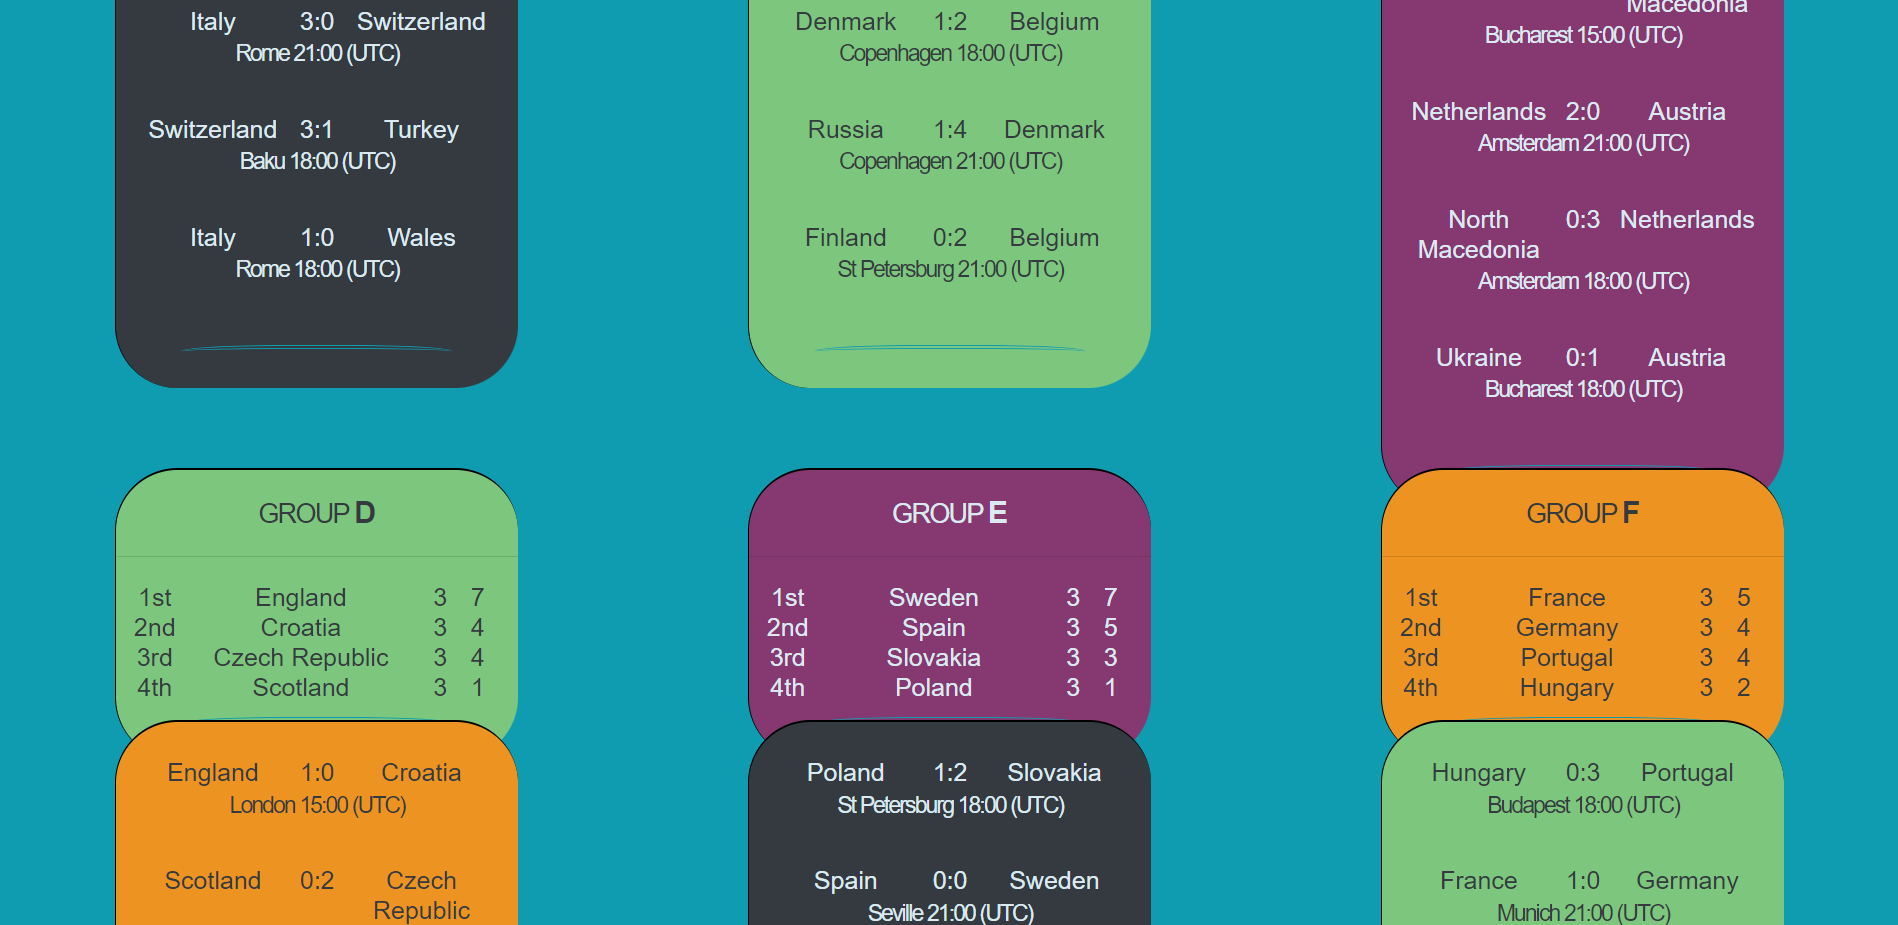 Italy 3:0 Switzerland
Rome 21:00 (UTC)
Switzerland 3:1 Turkey
Baku 18:00 (UTC)
Italy 1:0 Wales
Rome 18:00 (UTC)
Denmark 1:2 Belgium
Copenhagen 18:00 (UTC)
Russia 1:4 Denmark
Copenhagen 21:00 (UTC)
Finland 0:2 Belgium
St Petersburg 21:00 (UTC)
Macedonia
Bucharest 15:00 (UTC)
Netherlands 2:0 Austria
Amsterdam 21:00 (UTC)
North 0:3 Netherlands
Macedonia
Amsterdam 18:00 (UTC)
Ukraine 0:1 Austria
Bucharest 18:00 (UTC)
GROUP D
1st England 3 7
2nd Croatia 3 4
3rd Czech Republic 3 4
4th Scotland 3 1
England 1:0 Croatia
London 15:00 (UTC)
Scotland 0:2 Czech
Republic
GROUP E
1st Sweden 3 7
2nd Spain 3 5
3rd Slovakia 3 3
4th Poland 3 1
Poland 1:2 Slovakia
St Petersburg 18:00 (UTC)
Spain 0:0 Sweden
Seville 21:00 (UTC)
GROUP F
1st France 3 5
2nd Germany 3 4
3rd Portugal 3 4
4th Hungary 3 2
Hungary 0:3 Portugal
Budapest 18:00 (UTC)
France 1:0 Germany
Munich 21:00 (UTC)